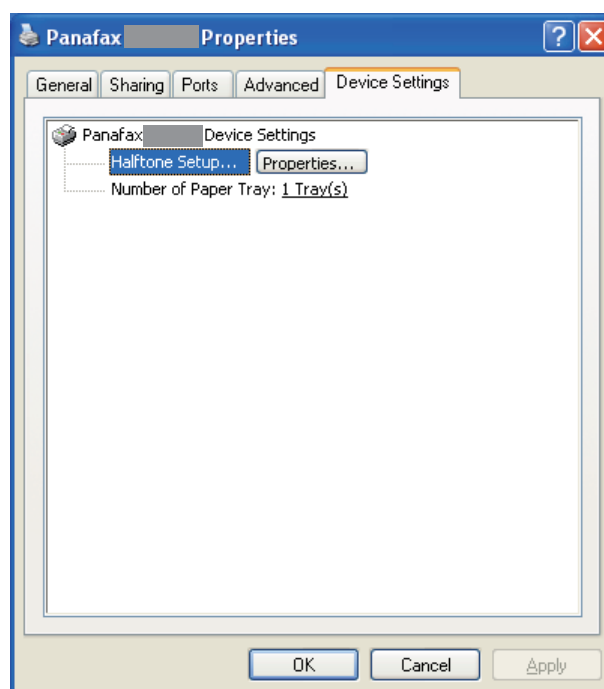 Panafax Properties
General Sharing Ports Advanced Device Settings
Panafax Device Settings
Halftone Setup... Properties...
Number of Paper Tray: 1 Tray(s)
OK Cancel Apply